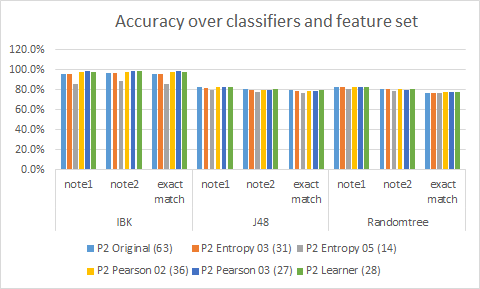 Accuracy over classifiers and feature set
120.0%
100.0%
80.0%
60.0%
40.0%
20.0%
0.0%
note1 note2 exact match note1 note2 exact match note1 note2 exact match
IBK J48 Randomtree
P2 Original (63) P2 Entropy 03 (31) P2 Entropy 05 (14)
P2 Pearson 02 (36) P2 Pearson 03 (27) P2 Learner (28)